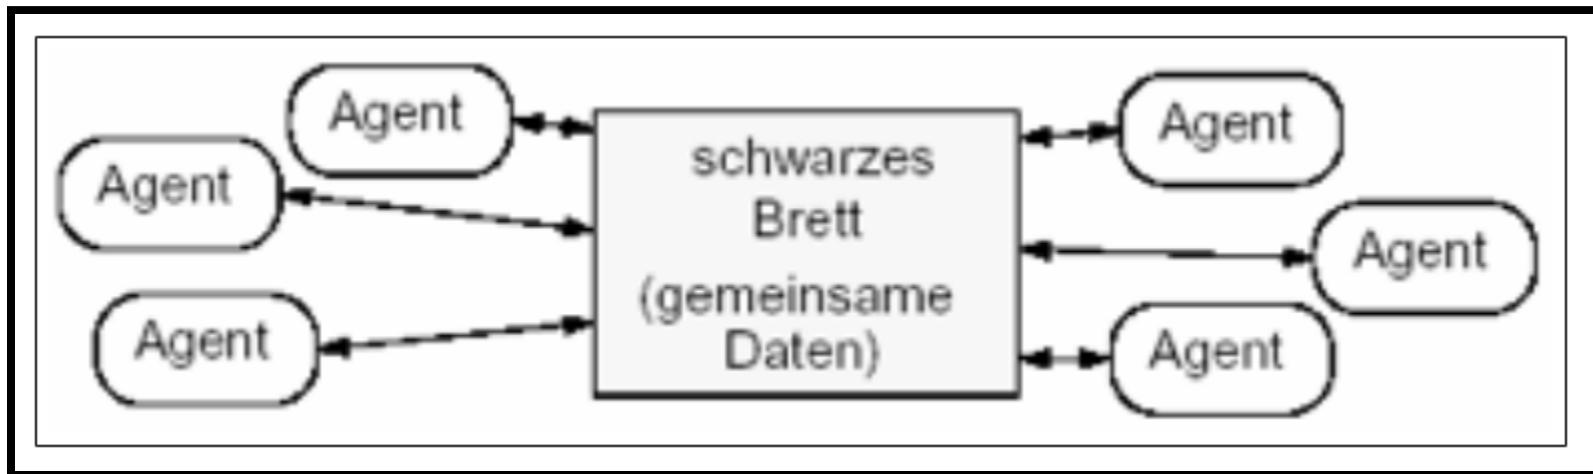 Agent
Agent
Agent
schwarzes
Brett
(gemeinsame
Daten)
Agent
Agent
Agent